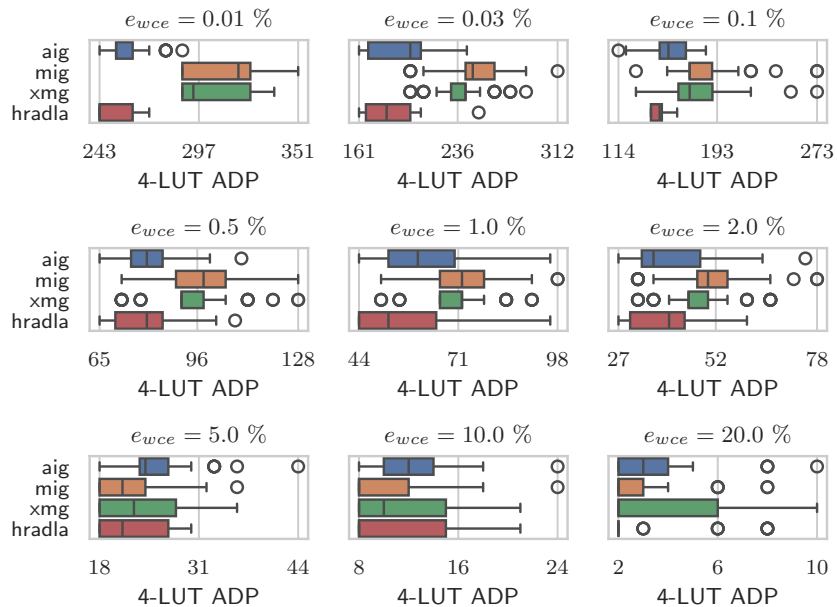 e_wce = 0.01 % e_wce = 0.03 % e_wce = 0.1 %
aig
mig
xmg
hradla
243 297 351 161 236 312 114 193 273
4-LUT ADP 4-LUT ADP 4-LUT ADP
e_wce = 0.5 % e_wce = 1.0 % e_wce = 2.0 %
aig
mig
xmg
hradla
65 96 128 44 71 98 27 52 78
4-LUT ADP 4-LUT ADP 4-LUT ADP
e_wce = 5.0 % e_wce = 10.0 % e_wce = 20.0 %
aig
mig
xmg
hradla
18 31 44 8 16 24 2 6 10
4-LUT ADP 4-LUT ADP 4-LUT ADP